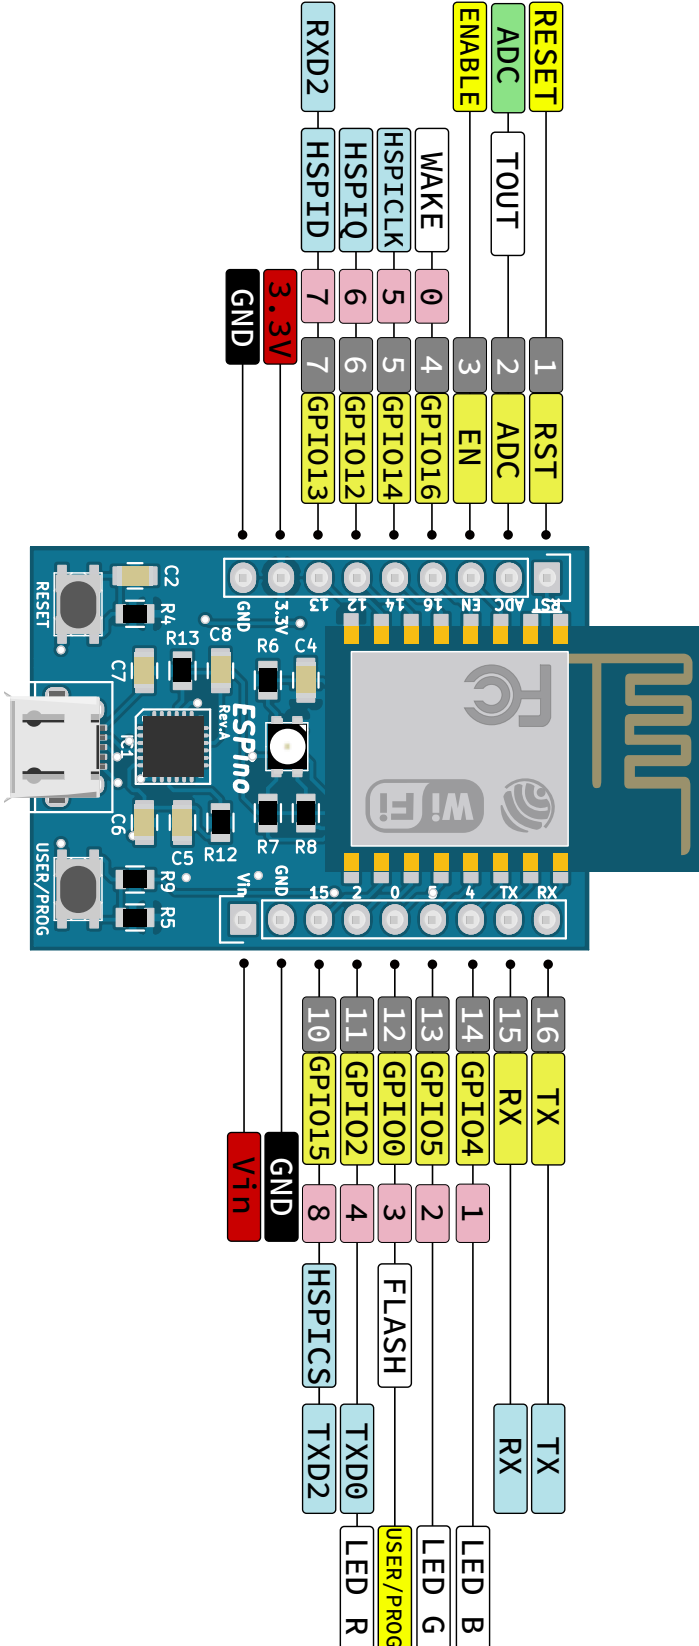 RESET 1 RST
16 TX TX
ADC TOUT 2 ADC
15 RX RX
ENABLE 3 EN
14 GPIO4 1 LED B
WAKE 0 4 GPIO16
13 GPIO5 2 LED G
HSPICLK 5 5 GPIO14
12 GPIO0 3 FLASH USER/PROG
HSPIQ 6 6 GPIO12
11 GPIO2 4 TXD0 LED R
RXD2 HSPID 7 7 GPIO13
10 GPIO15 8 HSPICS TXD2
3.3V
GND
GND
Vin
RST
ADC
EN
16
14
12
13
3.3V
GND
RX
TX
4
5
0
2
15
GND
Vin
FC
WiFi
C4
R6
R8
R7
ESPino
Rev.A
C8
R13
C7
R12
C5
C6
IC1
C2
R4
RESET
R9
R5
USER/PROG